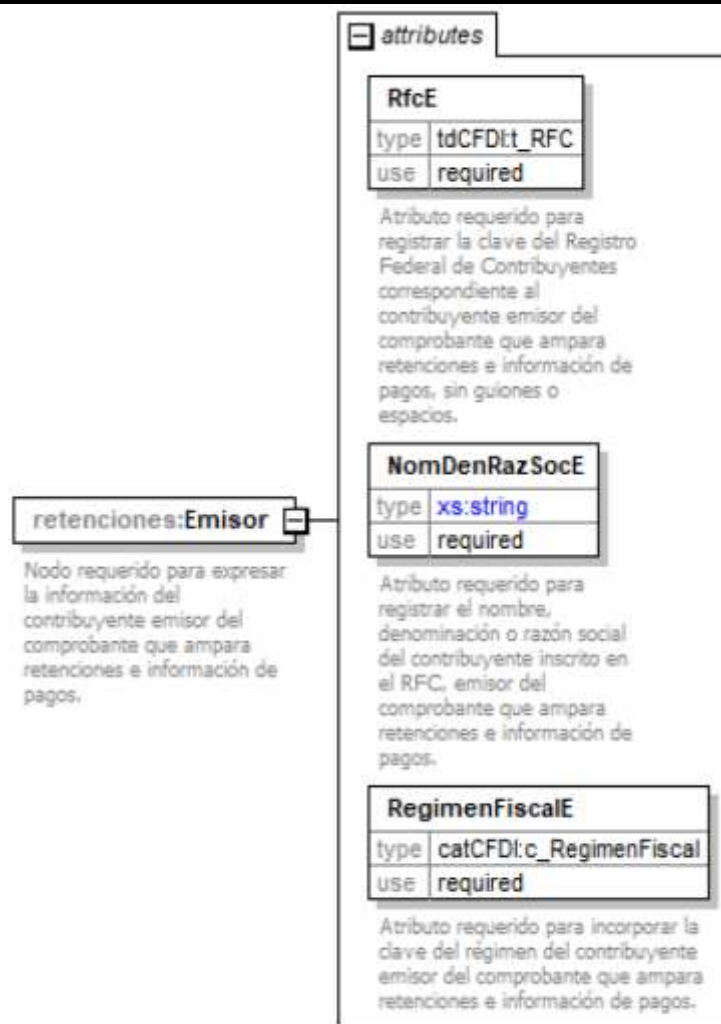 attributes
RfcE
type tdCFDI:t_RFC
use required
Atributo requerido para
registrar la clave del Registro
Federal de Contribuyentes
correspondiente al
contribuyente emisor del
comprobante que ampara
retenciones e información de
pagos, sin guiones o
espacios.
NomDenRazSocE
type xs:string
use required
Atributo requerido para
registrar el nombre,
denominación o razón social
del contribuyente inscrito en
el RFC, emisor del
comprobante que ampara
retenciones e información de
pagos.
RegimenFiscalE
type catCFDI:c_RegimenFiscal
use required
Atributo requerido para incorporar la
clave del régimen del contribuyente
emisor del comprobante que ampara
retenciones e información de pagos.
retenciones:Emisor
Nodo requerido para expresar
la información del
contribuyente emisor del
comprobante que ampara
retenciones e información de
pagos.